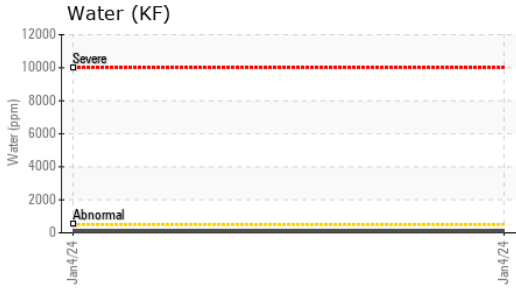 Water (KF)
12000
Severe
10000
8000
Water (ppm)
6000
4000
2000
Abnormal
0
Jan4/24
Jan4/24